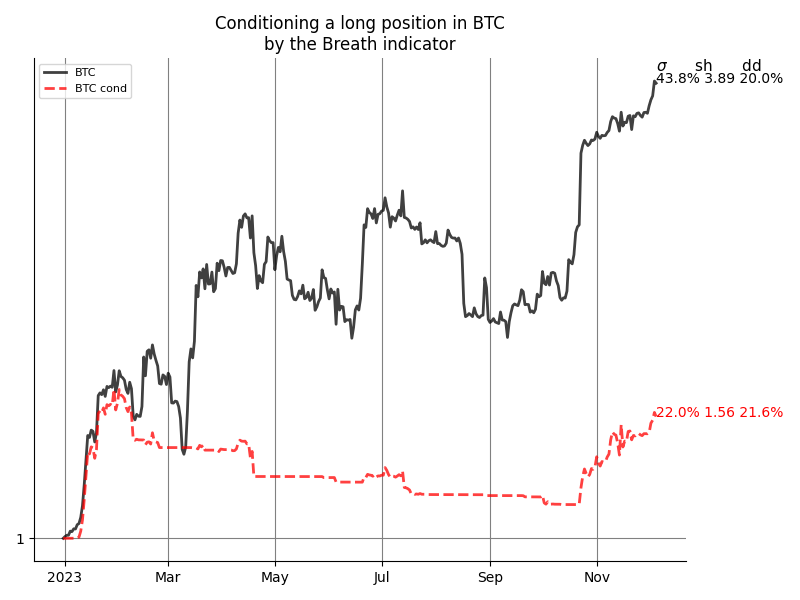 Conditioning a long position in BTC
by the Breath indicator
σ sh dd
BTC
BTC cond
43.8% 3.89 20.0%
22.0% 1.56 21.6%
1
2023 Mar May Jul Sep Nov